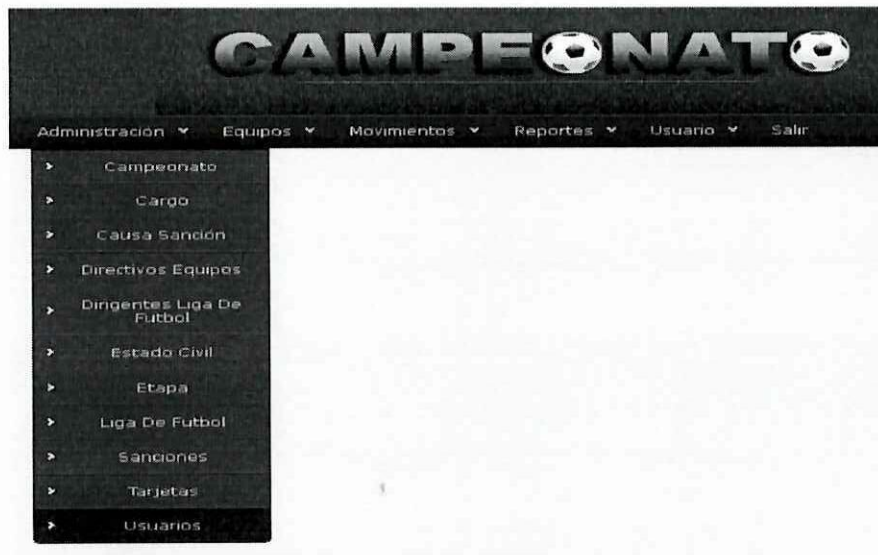 CAMPEONATO
Administración Equipos Movimientos Reportes Usuario Salir
Campeonato
Cargo
Causa Sanción
Directivos Equipos
Dirigentes Liga De
Futbol
Estado Civil
Etapa
Liga De Futbol
Sanciones
Tarjetas
Usuarios